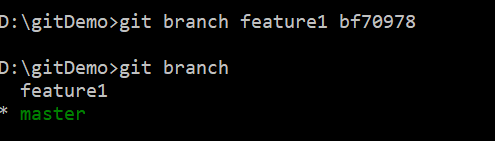 D:\gitDemo>git branch feature1 bf70978
D:\gitDemo>git branch
  feature1
* master